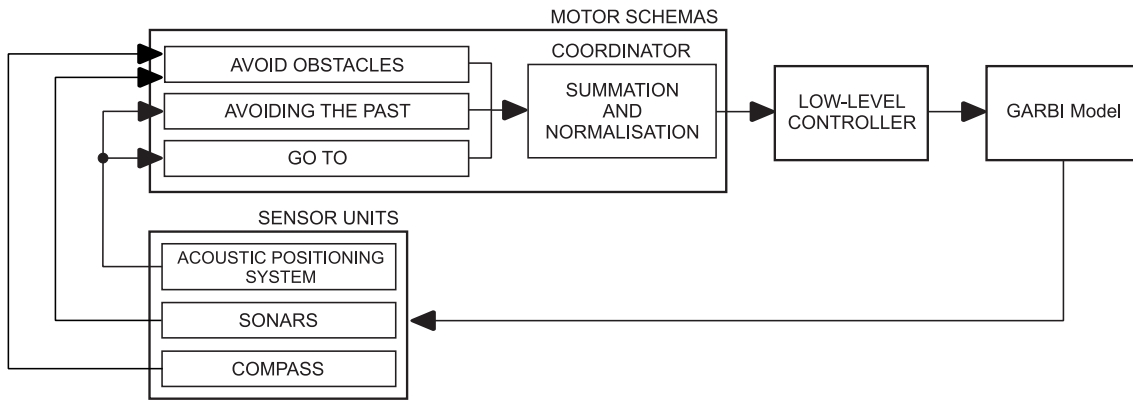 MOTOR SCHEMAS
AVOID OBSTACLES
AVOIDING THE PAST
GO TO
COORDINATOR
SUMMATION
AND
NORMALISATION
LOW-LEVEL
CONTROLLER
GARBI Model
SENSOR UNITS
ACOUSTIC POSITIONING
SYSTEM
SONARS
COMPASS